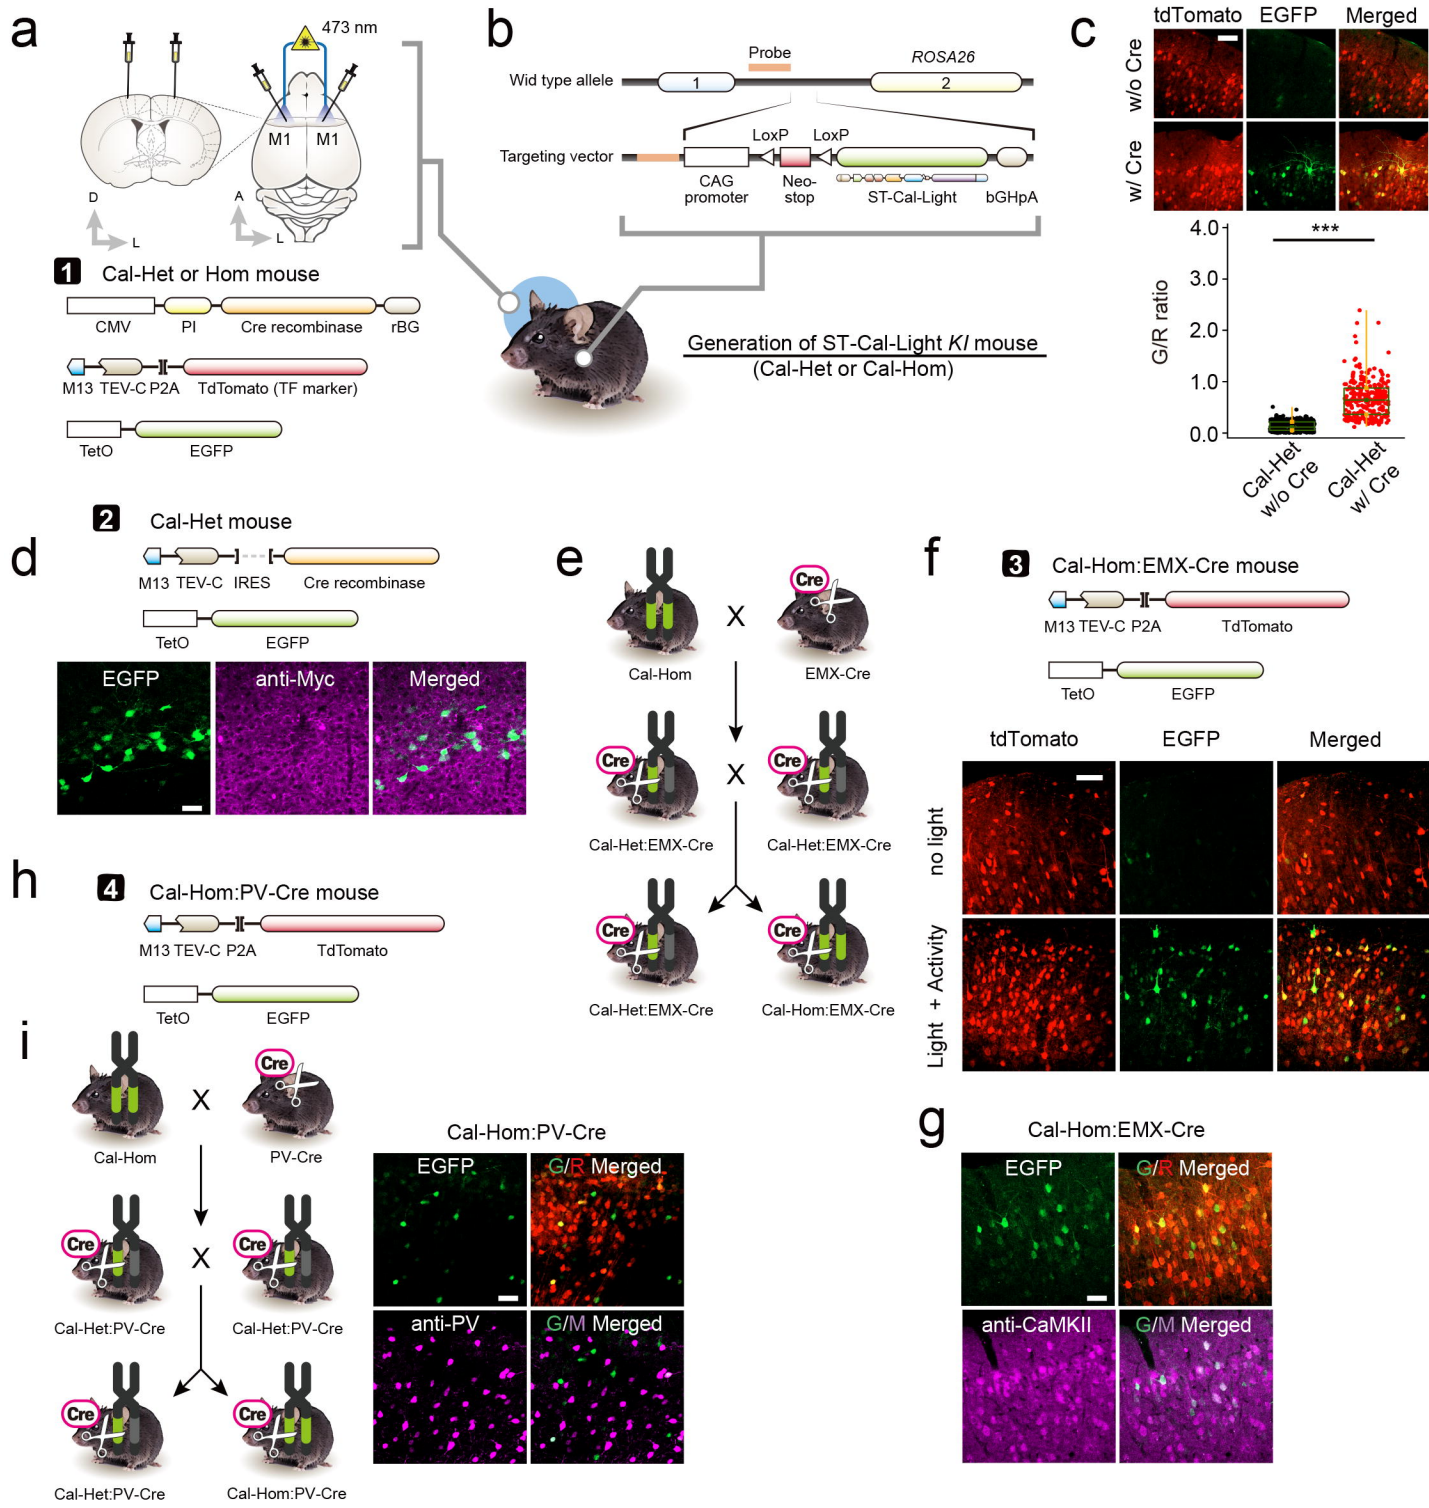 a
473 nm
M1
M1
D
L
A
L
1 Cal-Het or Hom mouse
CMV
PI
Cre recombinase
rBG
M13
TEV-C
P2A
TdTomato (TF marker)
TetO
EGFP
b
Probe
ROSA26
Wid type allele
1
2
LoxP
LoxP
Targeting vector
CAG
promoter
Neo-
stop
ST-Cal-Light
bGHpA
Generation of ST-Cal-Light KI mouse
(Cal-Het or Cal-Hom)
c
tdTomato
EGFP
Merged
w/o Cre
w/ Cre
4.0
3.0
2.0
1.0
0.0
G/R ratio
***
Cal-Het
w/o Cre
Cal-Het
w/ Cre
d
2 Cal-Het mouse
M13
TEV-C
IRES
Cre recombinase
TetO
EGFP
EGFP
anti-Myc
Merged
e
Cre
X
Cal-Hom
EMX-Cre
Cre
X
Cre
Cal-Het:EMX-Cre
Cal-Het:EMX-Cre
Cre
Cre
Cal-Het:EMX-Cre
Cal-Hom:EMX-Cre
f
3 Cal-Hom:EMX-Cre mouse
M13
TEV-C
P2A
TdTomato
TetO
EGFP
tdTomato
EGFP
Merged
no light
Light + Activity
g
Cal-Hom:EMX-Cre
EGFP
G/R Merged
anti-CaMKII
G/M Merged
h
4 Cal-Hom:PV-Cre mouse
M13
TEV-C
P2A
TdTomato
TetO
EGFP
i
Cre
X
Cal-Hom
PV-Cre
Cre
X
Cre
Cal-Het:PV-Cre
Cal-Het:PV-Cre
Cre
Cre
Cal-Het:PV-Cre
Cal-Hom:PV-Cre
Cal-Hom:PV-Cre
EGFP
G/R Merged
anti-PV
G/M Merged